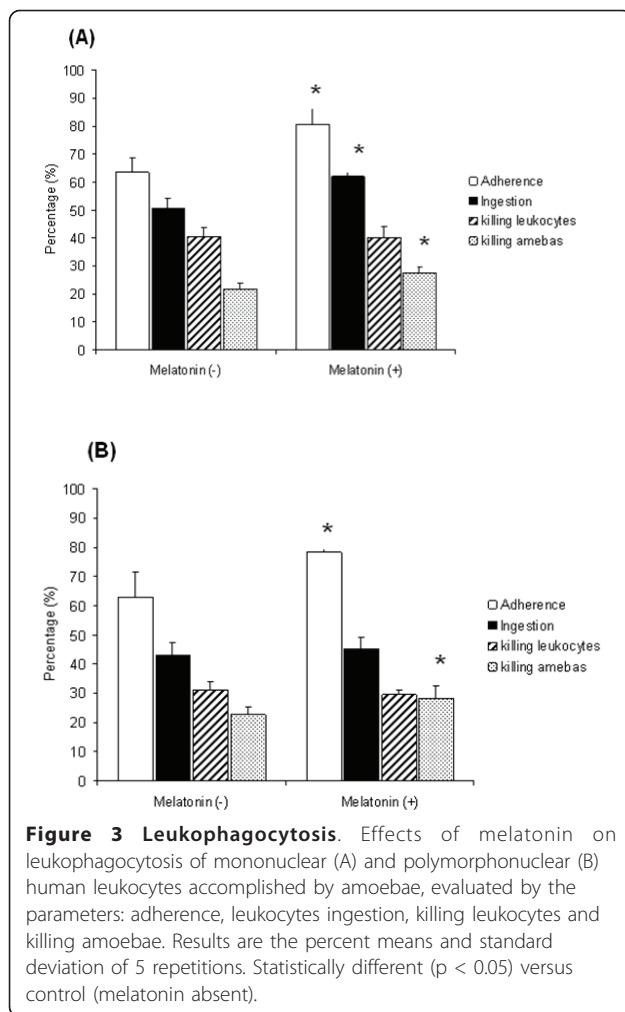 (A)
100
90
80
70
60
50
40
30
20
10
0
Percentage (%)
*
*
*
Adherence
Ingestion
killing leukocytes
killing amebas
Melatonin (-)
Melatonin (+)
(B)
100
90
80
70
60
50
40
30
20
10
0
Percentage (%)
*
*
Adherence
Ingestion
killing leukocytes
killing amebas
Melatonin (-)
Melatonin (+)
Figure 3 Leukophagocytosis. Effects of melatonin on
leukophagocytosis of mononuclear (A) and polymorphonuclear (B)
human leukocytes accomplished by amoebae, evaluated by the
parameters: adherence, leukocytes ingestion, killing leukocytes and
killing amoebae. Results are the percent means and standard
deviation of 5 repetitions. Statistically different (p < 0.05) versus
control (melatonin absent).